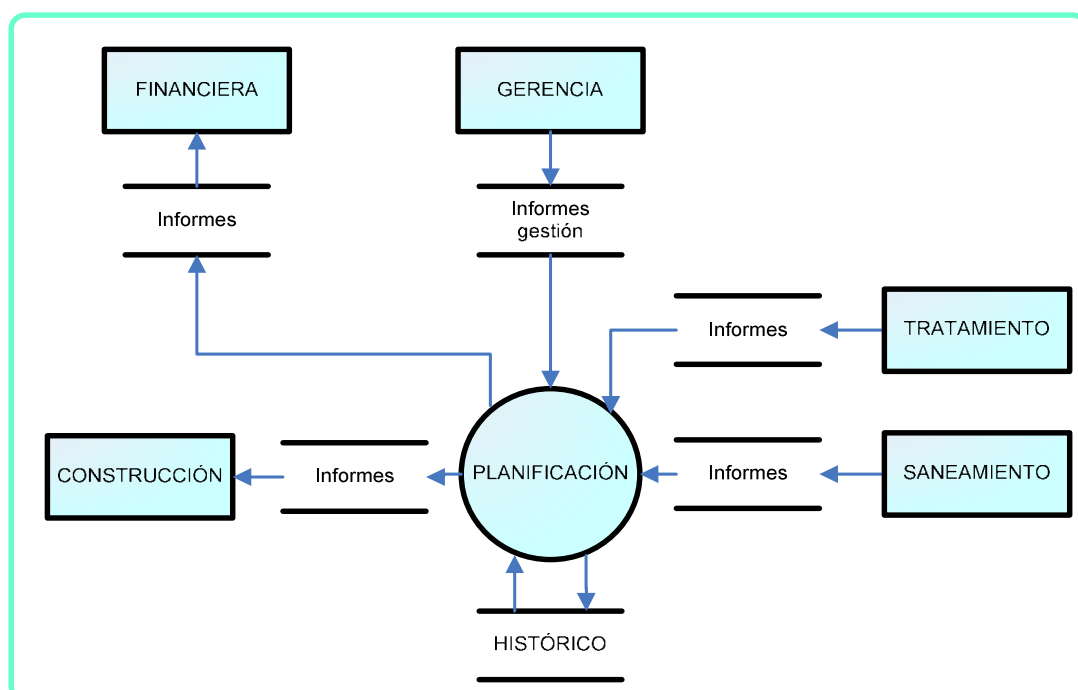 FINANCIERA
GERENCIA
Informes
Informes
gestión
Informes
TRATAMIENTO
CONSTRUCCIÓN
Informes
PLANIFICACIÓN
Informes
SANEAMIENTO
HISTÓRICO